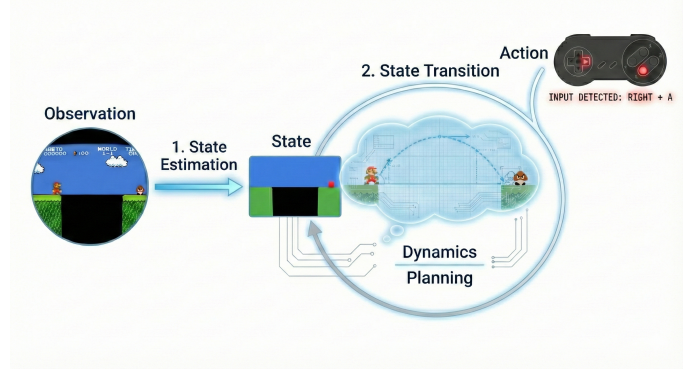 Observation
WORLD
1. State
Estimation
State
2. State Transition
Action
INPUT DETECTED: RIGHT + A
Dynamics
Planning